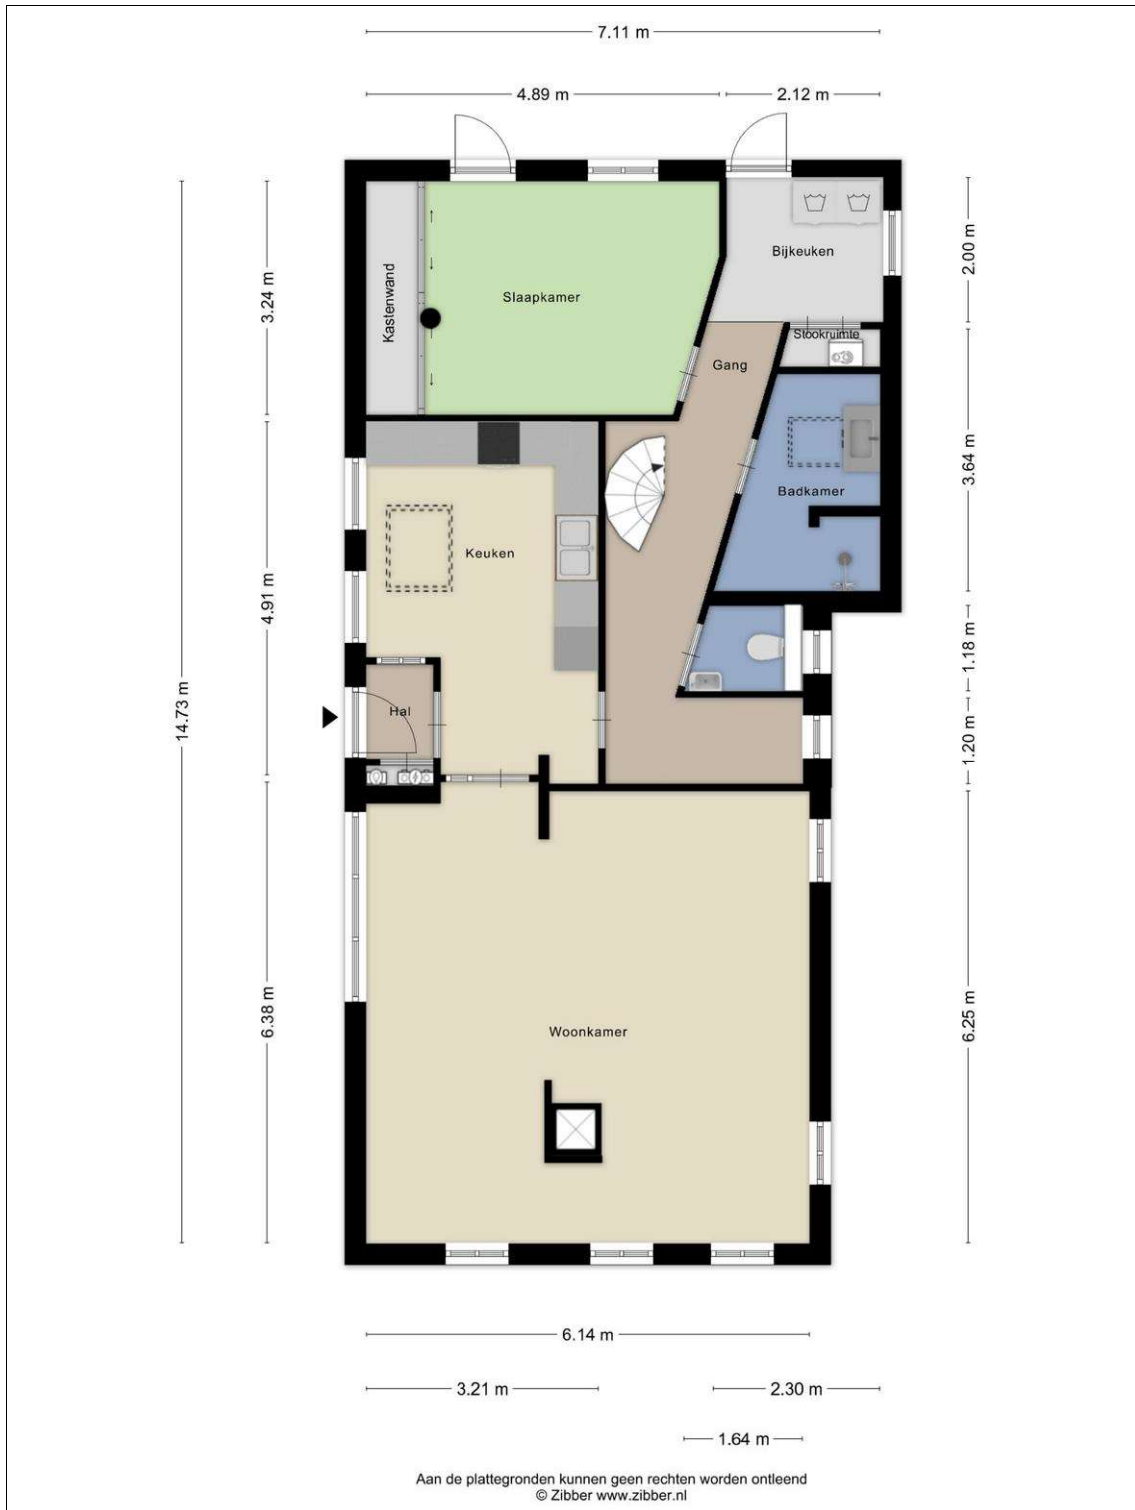 7.11 m
4.89 m
2.12 m
14.73 m
3.24 m
4.91 m
6.38 m
2.00 m
3.64 m
1.18 m
1.20 m
6.25 m
Kastenwand
Slaapkamer
Bijkeuken
Stookruimte
Gang
Badkamer
Keuken
Hal
Woonkamer
6.14 m
3.21 m
2.30 m
1.64 m
Aan de plattegronden kunnen geen rechten worden ontleend
© Zibber www.zibber.nl